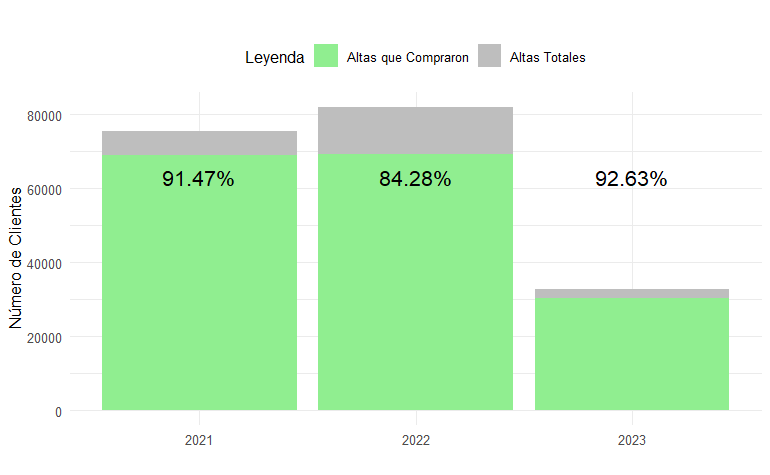 Leyenda Altas que Compraron Altas Totales
Número de Clientes
80000
60000
40000
20000
0
91.47% 84.28% 92.63%
2021 2022 2023